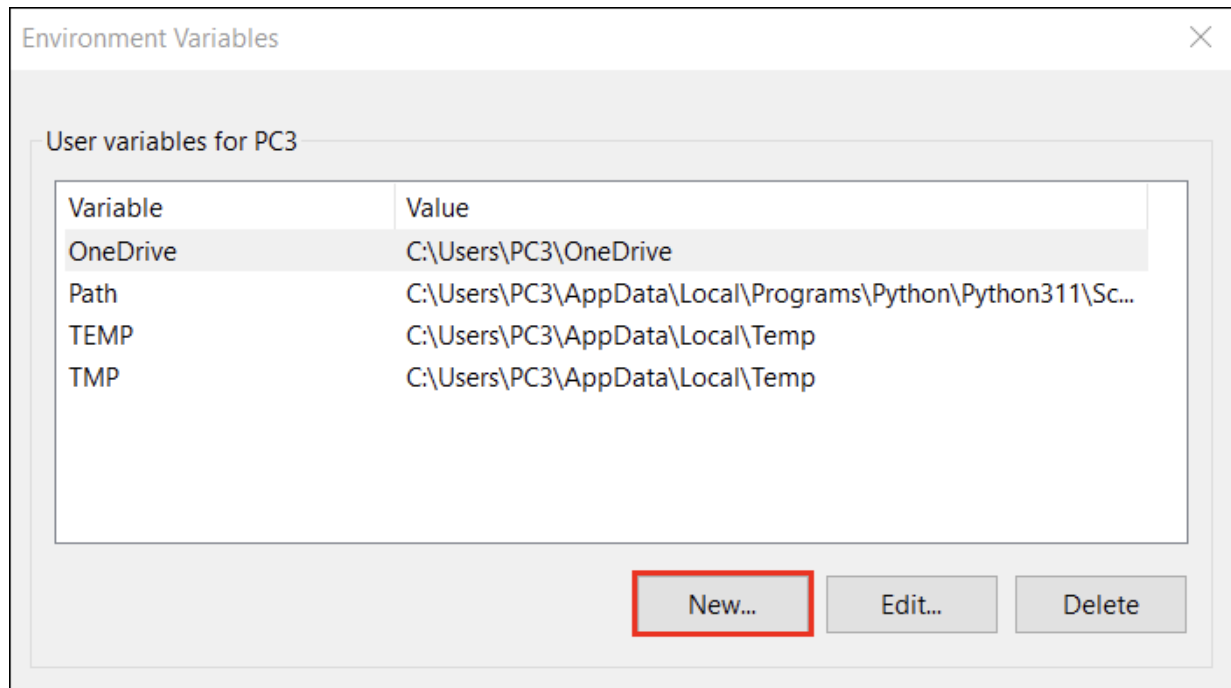 Environment Variables
User variables for PC3
Variable Value
OneDrive C:\Users\PC3\OneDrive
Path C:\Users\PC3\AppData\Local\Programs\Python\Python311\Sc...
TEMP C:\Users\PC3\AppData\Local\Temp
TMP C:\Users\PC3\AppData\Local\Temp
New... Edit... Delete